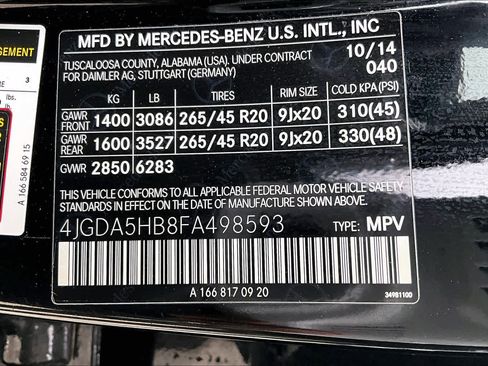 MFD BY MERCEDES-BENZ U.S. INTL., INC
TUSCALOOSA COUNTY, ALABAMA (USA). UNDER CONTRACT
FOR DAIMLER AG, STUTTGART (GERMANY)
10/14
040
KG LB TIRES RIM SIZE COLD KPA (PSI)
GAWR FRONT 1400 3086 265/45 R20 9Jx20 310(45)
GAWR REAR 1600 3527 265/45 R20 9Jx20 330(48)
GVWR 2850 6283
THIS VEHICLE CONFORMS TO ALL APPLICABLE FEDERAL MOTOR VEHICLE SAFETY
STANDARDS IN EFFECT ON THE DATE OF MANUFACTURE SHOWN ABOVE.
4JGDA5HB8FA498593 TYPE: MPV
A 166 817 09 20
34981100
A 166 584 69 15
3
lbs.